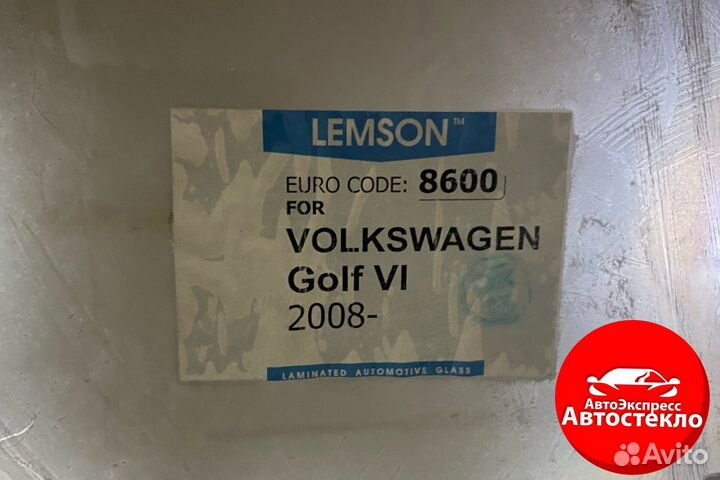 LEMSON™
EURO CODE: 8600
FOR
VOLKSWAGEN
Golf VI
2008-
LAMINATED AUTOMOTIVE GLASS
АвтоЭкспресс
Автостекло
Avito